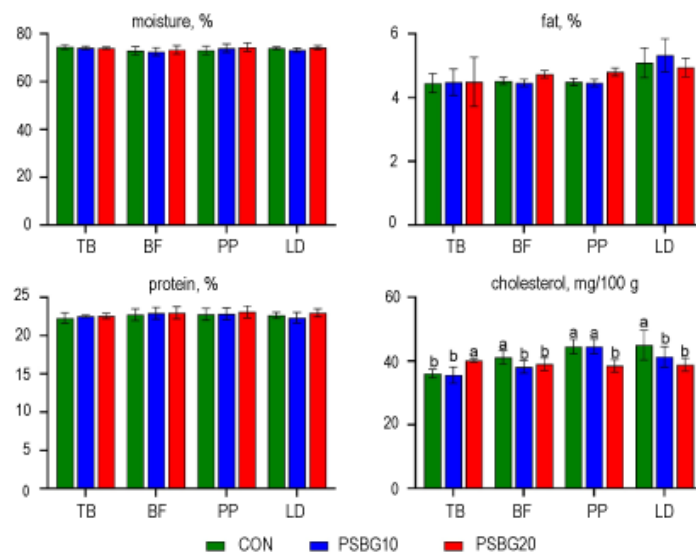 moisture, %
80
60
40
20
0
TB BF PP LD
fat, %
6
4
2
0
TB BF PP LD
protein, %
25
20
15
10
5
0
TB BF PP LD
cholesterol, mg/100 g
60
40
20
0
b b a a b b a a b a b b
TB BF PP LD
CON PSBG10 PSBG20